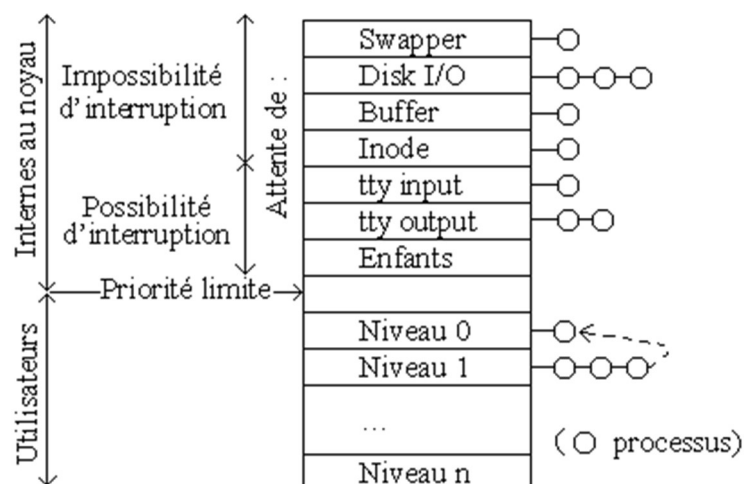 Internes au noyau
Utilisateurs
Impossibilité
d'interruption
Possibilité
d'interruption
Priorité limite
Attente de :
Swapper
Disk I/O
Buffer
Inode
tty input
tty output
Enfants
Niveau 0
Niveau 1
...
Niveau n
( processus)